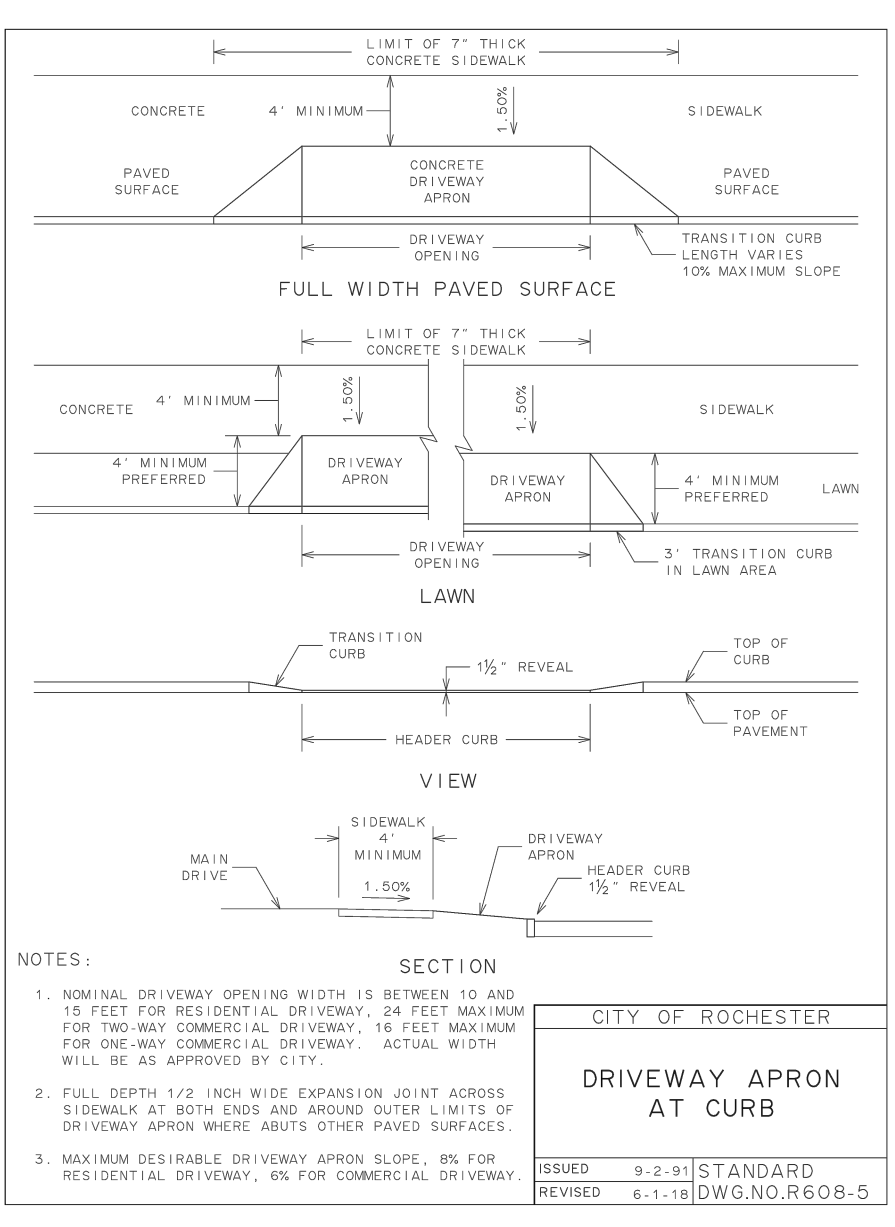 LIMIT OF 7" THICK
CONCRETE SIDEWALK
CONCRETE
4' MINIMUM
1.50%
SIDEWALK
PAVED
SURFACE
CONCRETE
DRIVEWAY
APRON
PAVED
SURFACE
DRIVEWAY
OPENING
TRANSITION CURB
LENGTH VARIES
10% MAXIMUM SLOPE
FULL WIDTH PAVED SURFACE
LIMIT OF 7" THICK
CONCRETE SIDEWALK
CONCRETE
4' MINIMUM
1.50%
1.50%
SIDEWALK
4' MINIMUM
PREFERRED
DRIVEWAY
APRON
DRIVEWAY
APRON
4' MINIMUM
PREFERRED
LAWN
DRIVEWAY
OPENING
3' TRANSITION CURB
IN LAWN AREA
LAWN
TRANSITION
CURB
1½" REVEAL
TOP OF
CURB
TOP OF
PAVEMENT
HEADER CURB
VIEW
SIDEWALK
4'
MINIMUM
MAIN
DRIVE
1.50%
DRIVEWAY
APRON
HEADER CURB
1½" REVEAL
SECTION
NOTES:
1. NOMINAL DRIVEWAY OPENING WIDTH IS BETWEEN 10 AND
15 FEET FOR RESIDENTIAL DRIVEWAY, 24 FEET MAXIMUM
FOR TWO-WAY COMMERCIAL DRIVEWAY, 16 FEET MAXIMUM
FOR ONE-WAY COMMERCIAL DRIVEWAY. ACTUAL WIDTH
WILL BE AS APPROVED BY CITY.
2. FULL DEPTH 1/2 INCH WIDE EXPANSION JOINT ACROSS
SIDEWALK AT BOTH ENDS AND AROUND OUTER LIMITS OF
DRIVEWAY APRON WHERE ABUTS OTHER PAVED SURFACES.
3. MAXIMUM DESIRABLE DRIVEWAY APRON SLOPE, 8% FOR
RESIDENTIAL DRIVEWAY, 6% FOR COMMERCIAL DRIVEWAY.
CITY OF ROCHESTER
DRIVEWAY APRON
AT CURB
ISSUED 9-2-91
REVISED 6-1-18
STANDARD
DWG.NO.R608-5